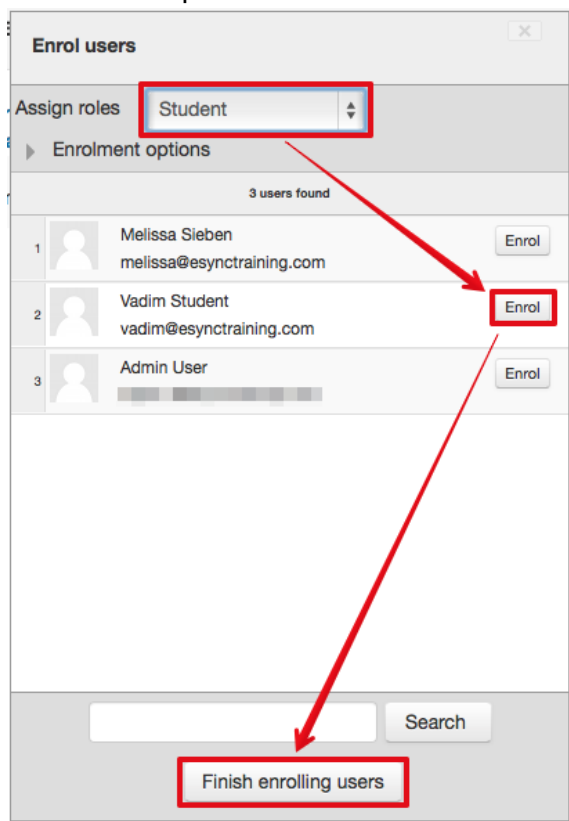 Enrol users
Assign roles Student
Enrolment options
3 users found
1 Melissa Sieben Enrol
melissa@esynctraining.com
2 Vadim Student Enrol
vadim@esynctraining.com
3 Admin User Enrol
Search
Finish enrolling users